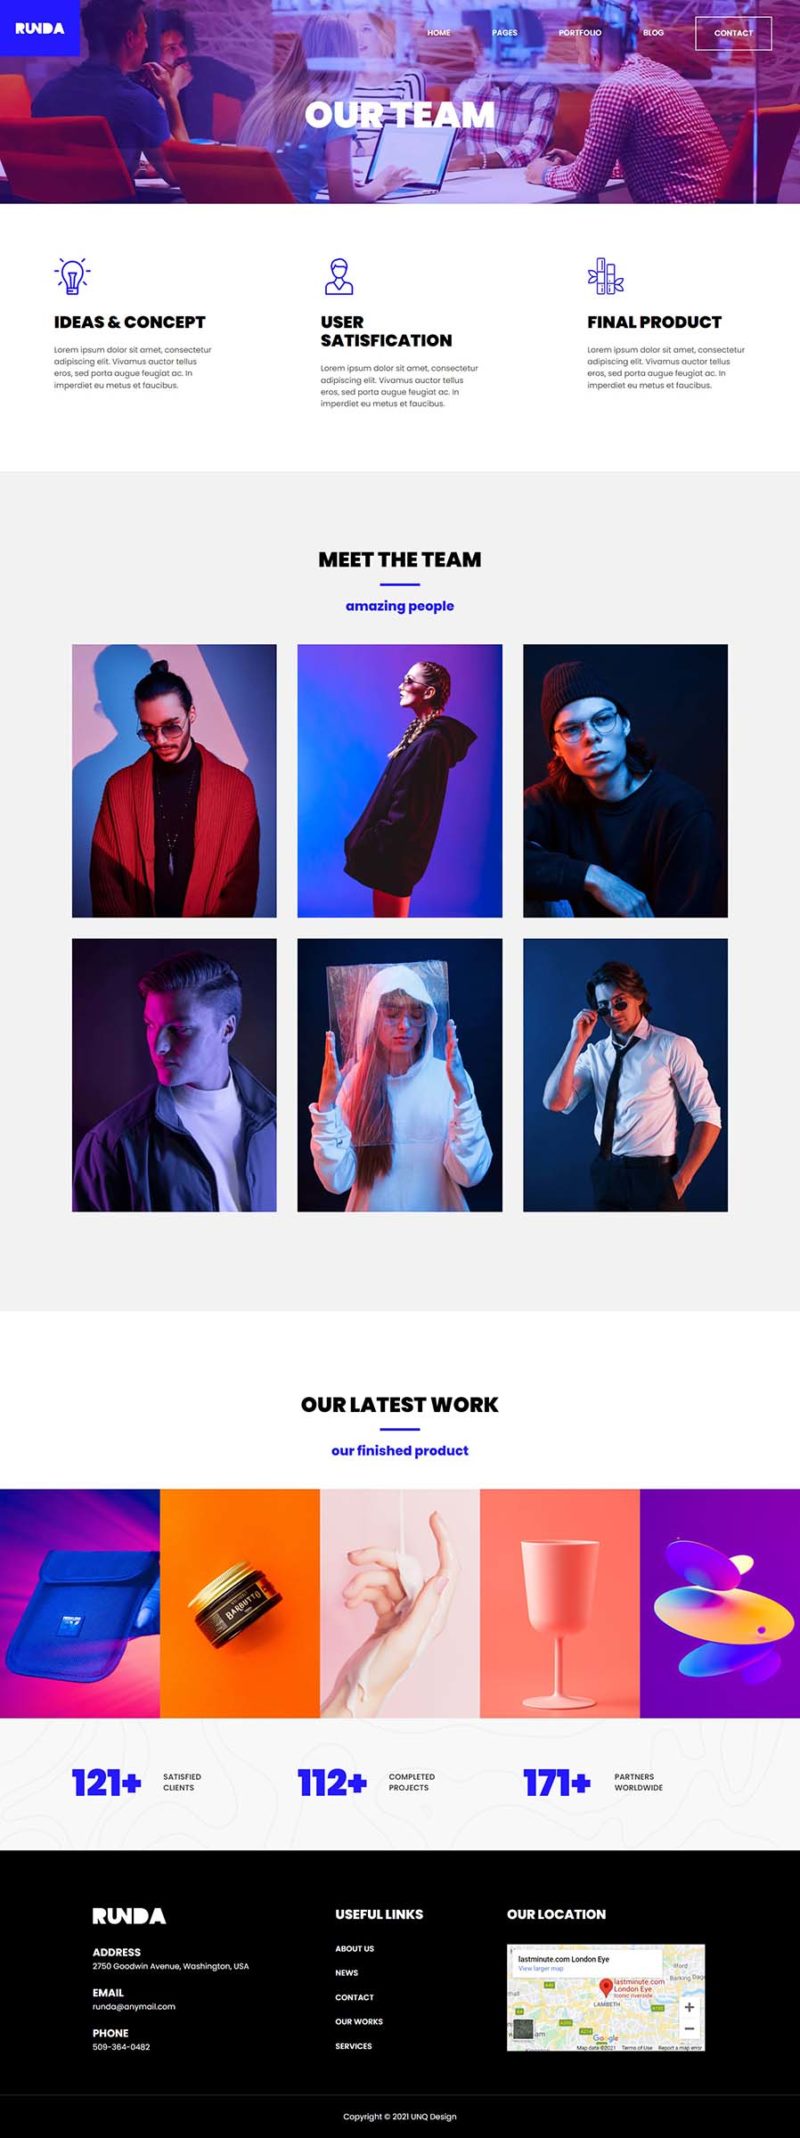 RUNDA
HOME
PAGES
PORTFOLIO
BLOG
CONTACT
OUR TEAM
IDEAS & CONCEPT
Lorem ipsum dolor sit amet, consectetur
adipiscing elit. Vivamus auctor tellus
eros, sed porta augue feugiat ac. In
imperdiet eu metus et faucibus.
USER
SATISFICATION
Lorem ipsum dolor sit amet, consectetur
adipiscing elit. Vivamus auctor tellus
eros, sed porta augue feugiat ac. In
imperdiet eu metus et faucibus.
FINAL PRODUCT
Lorem ipsum dolor sit amet, consectetur
adipiscing elit. Vivamus auctor tellus
eros, sed porta augue feugiat ac. In
imperdiet eu metus et faucibus.
MEET THE TEAM
amazing people
OUR LATEST WORK
our finished product
BARBUTTO
121+
SATISFIED
CLIENTS
112+
COMPLETED
PROJECTS
171+
PARTNERS
WORLDWIDE
RUNDA
ADDRESS
2750 Goodwin Avenue, Washington, USA
EMAIL
runda@anymail.com
PHONE
509-364-0482
USEFUL LINKS
ABOUT US
NEWS
CONTACT
OUR WORKS
SERVICES
OUR LOCATION
lastminute.com London Eye
View larger map
Ilford
Barking Dag
lastminute.com
London Eye
Iconic riverside
LAMBETH
am
Google
Map data ©2021
Terms of Use
Report a map error
Copyright © 2021 UNQ Design